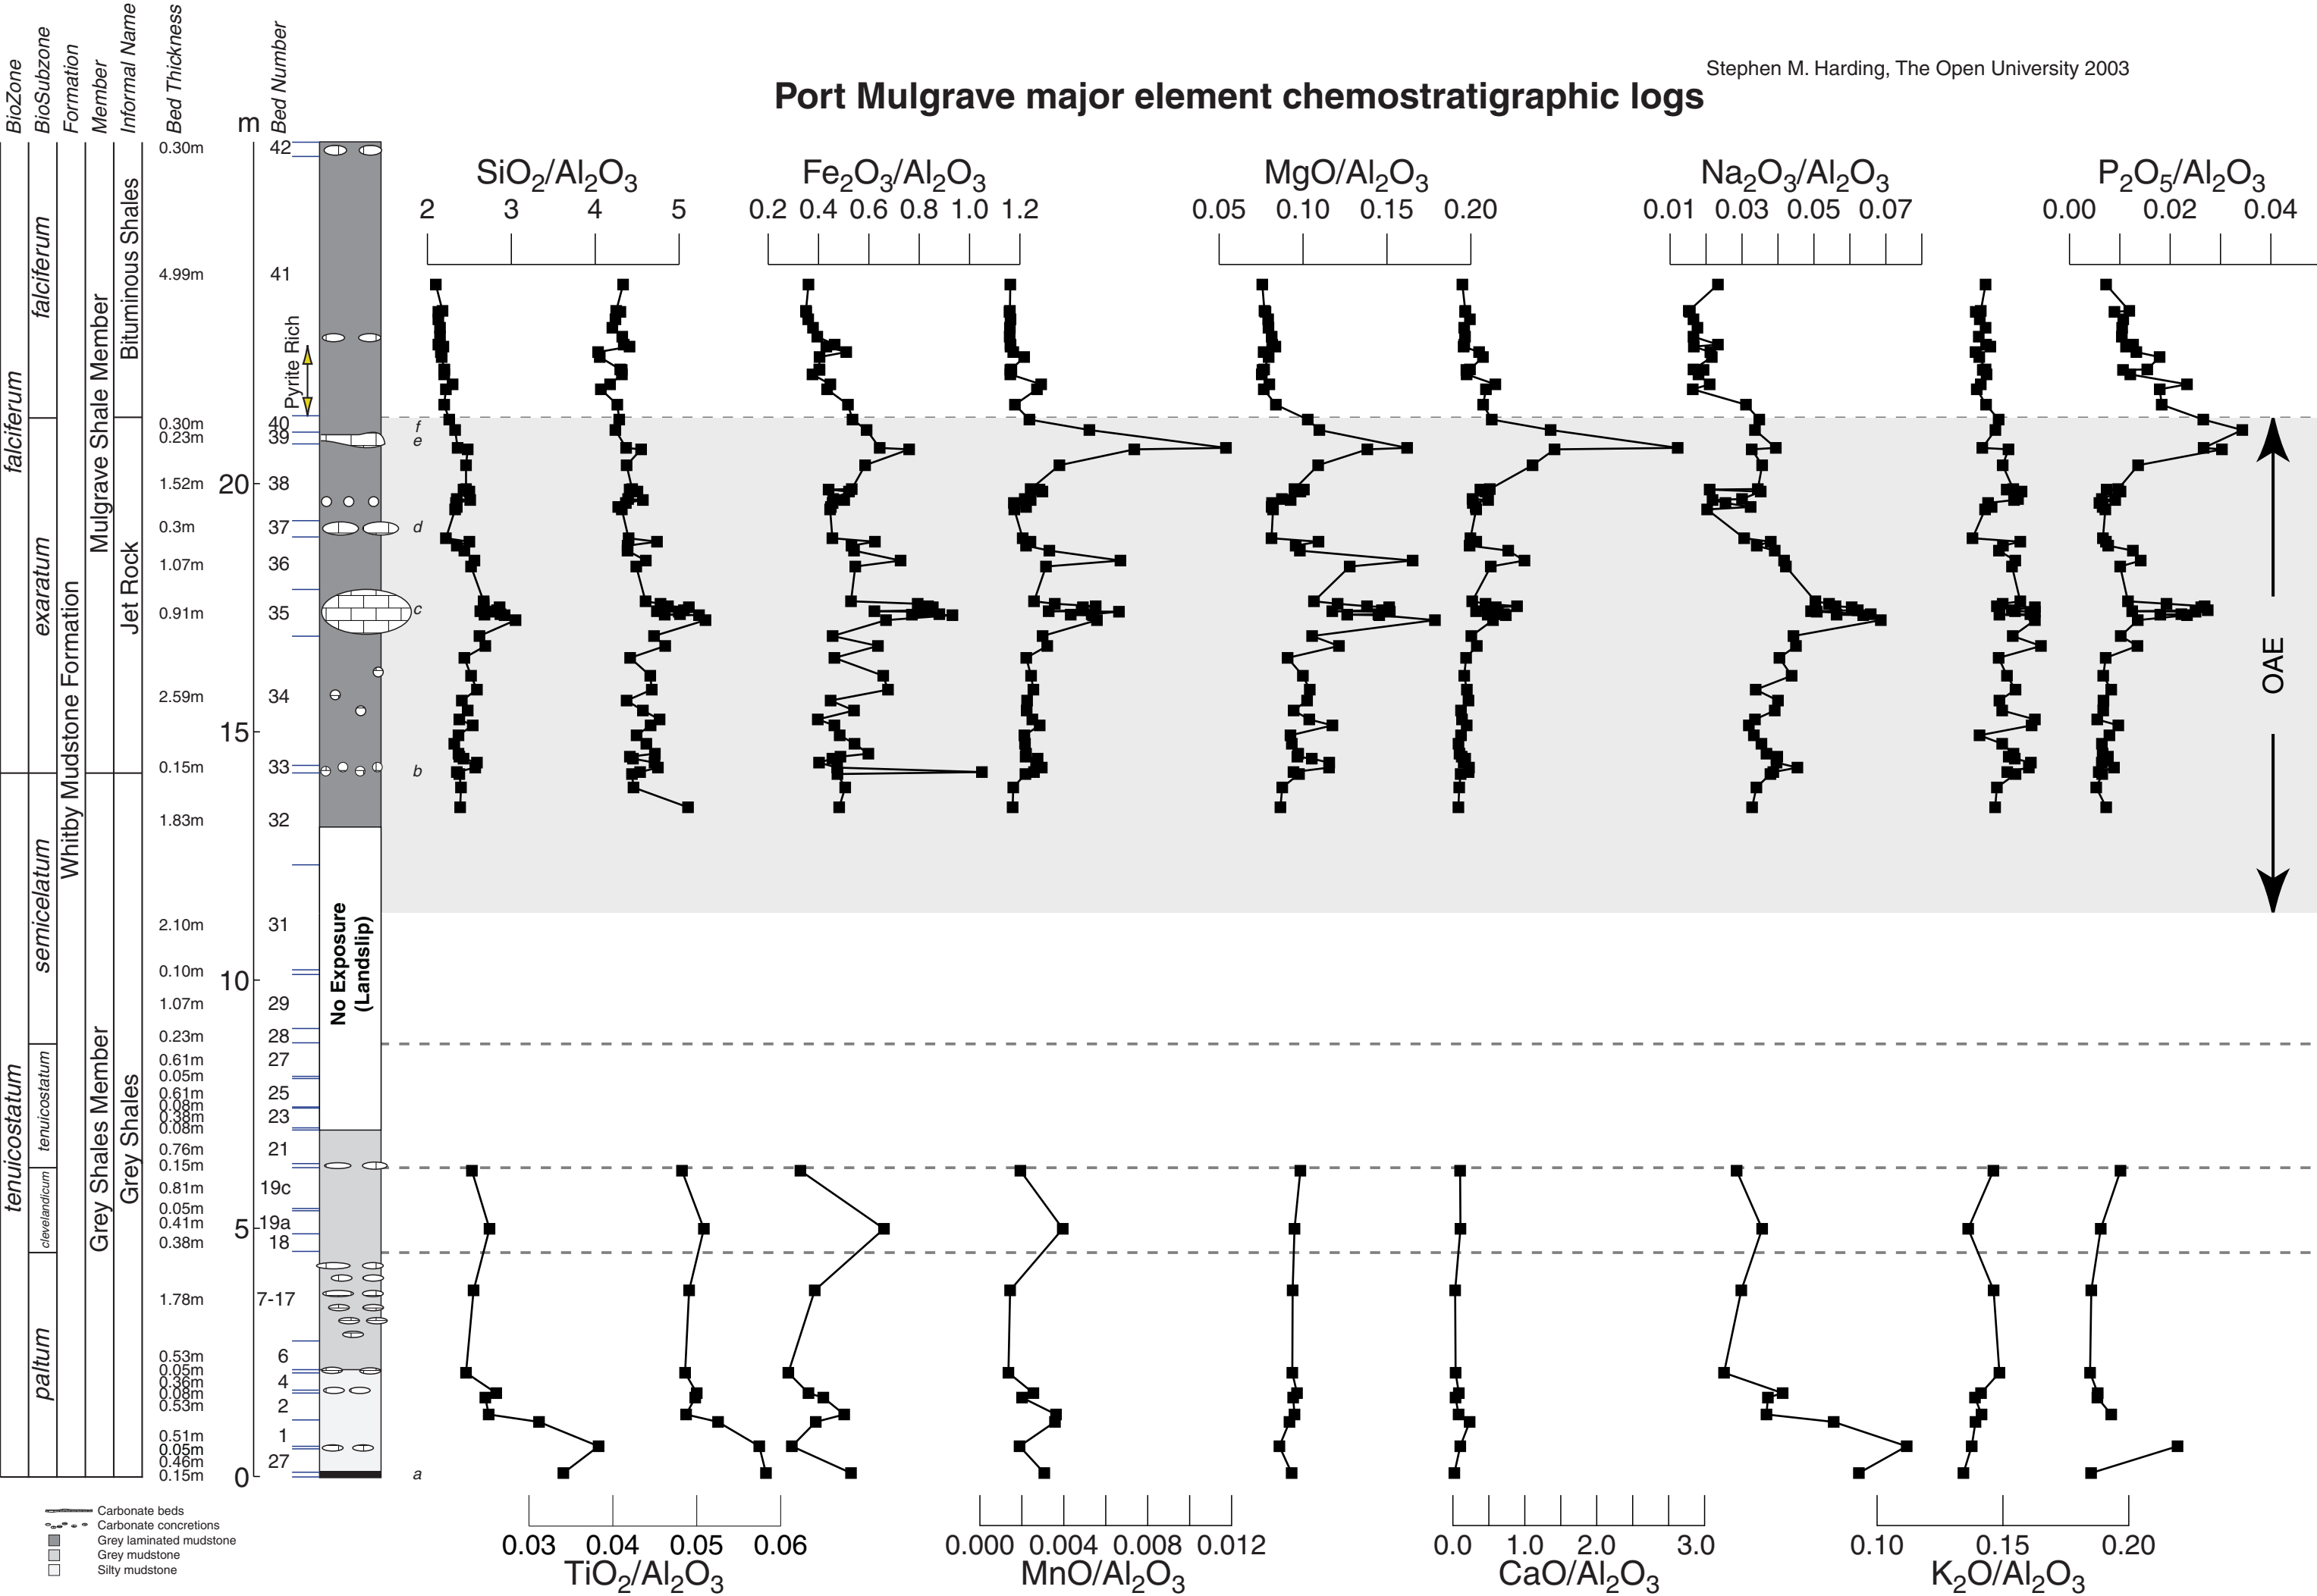 Stephen M. Harding, The Open University 2003
Port Mulgrave major element chemostratigraphic logs
BioZone
BioSubzone
Formation
Member
Informal Name
Bed Thickness
m
Bed Number
SiO2/Al2O3
2 3 4 5
Fe2O3/Al2O3
0.2 0.4 0.6 0.8 1.0 1.2
MgO/Al2O3
0.05 0.10 0.15 0.20
Na2O3/Al2O3
0.01 0.03 0.05 0.07
P2O5/Al2O3
0.00 0.02 0.04
falciferum
tenuicostatum
falciferum
exaratum
semicelatum
tenuicostatum
clevelandicum
paltum
Whitby Mudstone Formation
Mulgrave Shale Member
Grey Shales Member
Bituminous Shales
Jet Rock
Grey Shales
0.30m 42
4.99m 41
Pyrite Rich
0.30m 40 f
0.23m 39 e
1.52m 20 38
0.3m 37 d
1.07m 36
0.91m 35 c
2.59m 34
15
0.15m 33 b
1.83m 32
2.10m 31
0.10m 10
1.07m 29
0.23m 28
0.61m 27
0.05m
0.61m 25
0.08m
0.38m 23
0.08m
0.76m 21
0.15m
0.81m 19c
0.05m
0.41m 5 19a
0.38m 18
1.78m 7-17
0.53m 6
0.05m
0.36m 4
0.08m
0.53m 2
0.51m 1
0.05m
0.46m 27
0.15m 0 a
No Exposure
(Landslip)
OAE
Carbonate beds
Carbonate concretions
Grey laminated mudstone
Grey mudstone
Silty mudstone
0.03 0.04 0.05 0.06
TiO2/Al2O3
0.000 0.004 0.008 0.012
MnO/Al2O3
0.0 1.0 2.0 3.0
CaO/Al2O3
0.10 0.15 0.20
K2O/Al2O3